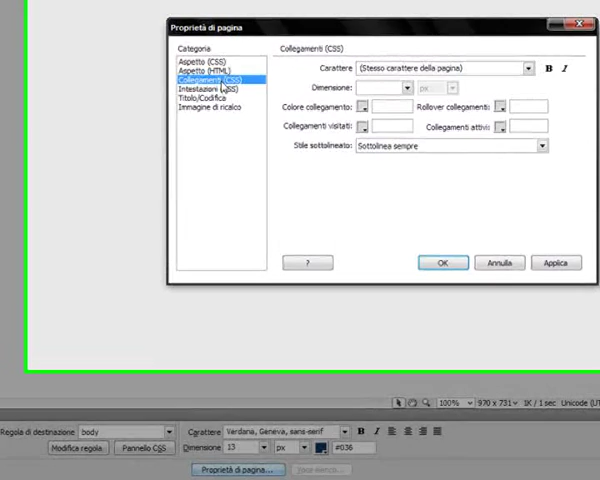 Proprietà di pagina
Categoria
Aspetto (CSS)
Aspetto (HTML)
Collegamenti (CSS)
Intestazioni (CSS)
Titolo/Codifica
Immagine di ricalco
Collegamenti (CSS)
Carattere: (Stesso carattere della pagina) B I
Dimensione: px
Colore collegamento: Rollover collegamenti:
Collegamenti visitati: Collegamenti attivi:
Stile sottolineato: Sottolinea sempre
? OK Annulla Applica
100% 970 x 731 1K / 1 sec Unicode (UT
Regola di destinazione body Carattere Verdana, Geneva, sans-serif B I
Modifica regola Pannello CSS Dimensione 13 px #036
Proprietà di pagina...